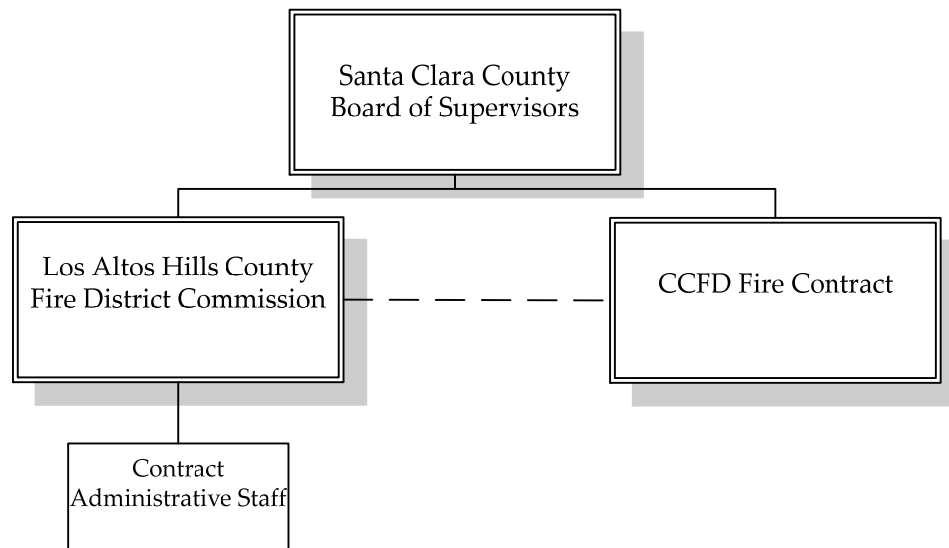 Santa Clara County
Board of Supervisors
Los Altos Hills County
Fire District Commission
CCFD Fire Contract
Contract
Administrative Staff